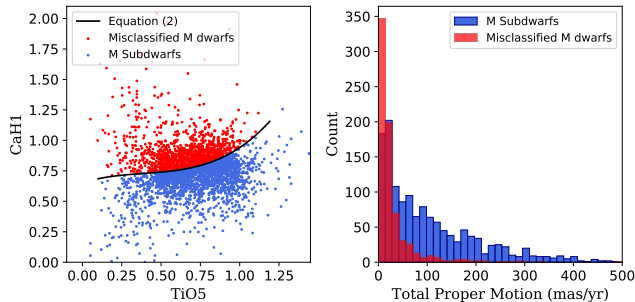 Equation (2)
Misclassified M dwarfs
M Subdwarfs
2.00
1.75
1.50
1.25
1.00
0.75
0.50
0.25
0.00
CaH1
0.00 0.25 0.50 0.75 1.00 1.25
TiO5
M Subdwarfs
Misclassified M dwarfs
350
300
250
200
150
100
50
0
Count
0 100 200 300 400 500
Total Proper Motion (mas/yr)